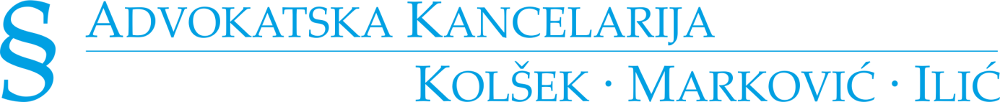 § ADVOKATSKA KANCELARIJA
KOLŠEK · MARKOVIĆ · ILIĆ